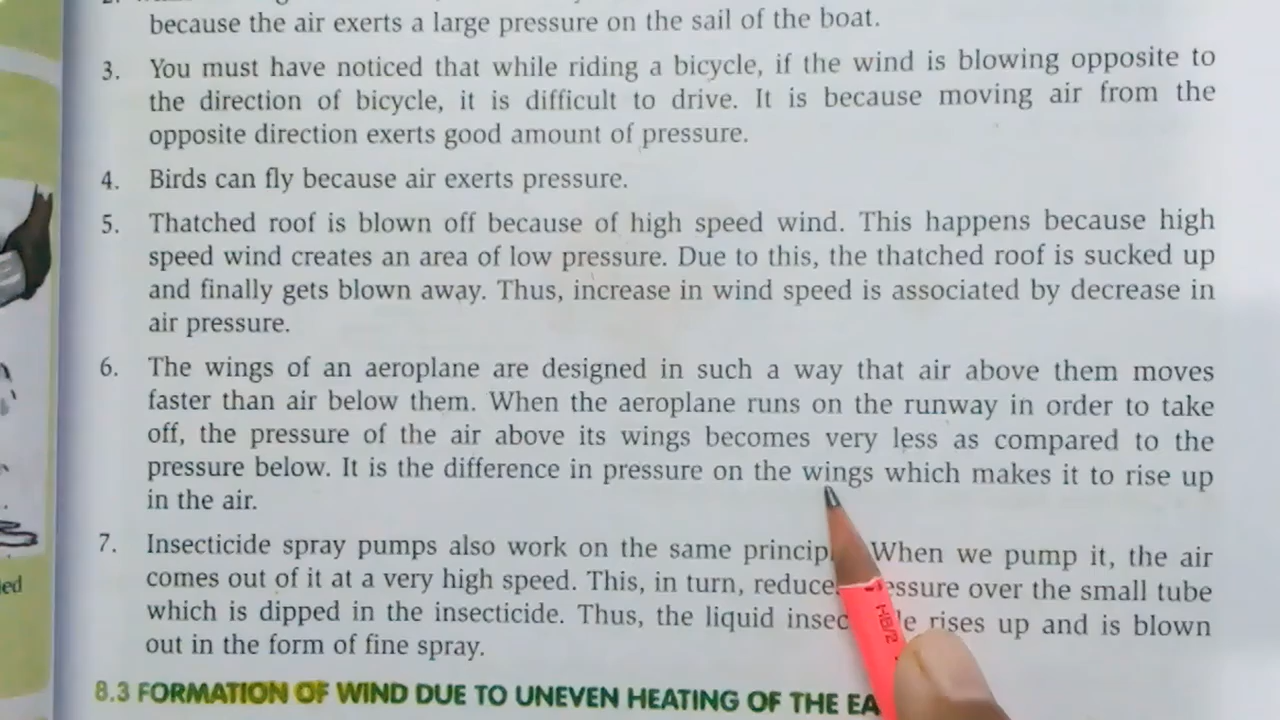 because the air exerts a large pressure on the sail of the boat.
3. You must have noticed that while riding a bicycle, if the wind is blowing opposite to
the direction of bicycle, it is difficult to drive. It is because moving air from the
opposite direction exerts good amount of pressure.
4. Birds can fly because air exerts pressure.
5. Thatched roof is blown off because of high speed wind. This happens because high
speed wind creates an area of low pressure. Due to this, the thatched roof is sucked up
and finally gets blown away. Thus, increase in wind speed is associated by decrease in
air pressure.
6. The wings of an aeroplane are designed in such a way that air above them moves
faster than air below them. When the aeroplane runs on the runway in order to take
off, the pressure of the air above its wings becomes very less as compared to the
pressure below. It is the difference in pressure on the wings which makes it to rise up
in the air.
7. Insecticide spray pumps also work on the same When we pump it, the air
comes out of it at a very high speed. This, in turn, over the small tube
which is dipped in the insecticide. Thus, the liquid rises up and is blown
out in the form of fine spray.
8.3 FORMATION OF WIND DUE TO UNEVEN HEATING OF THE
HB/2